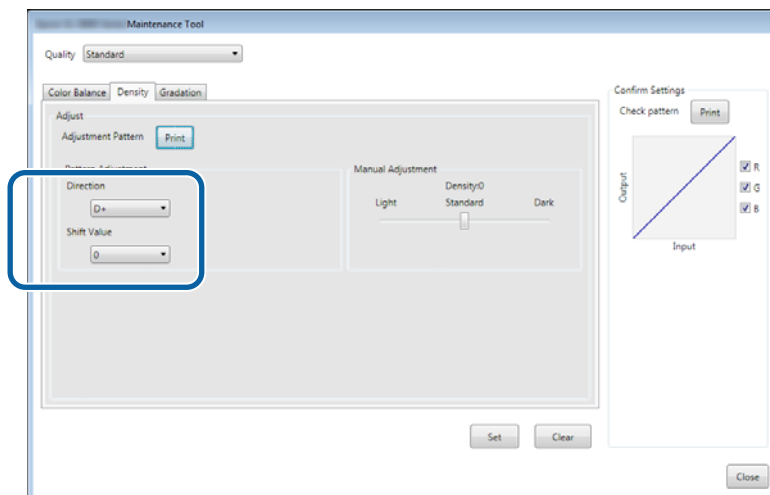 Maintenance Tool
Quality Standard
Color Balance Density Gradation
Adjust
Adjustment Pattern Print
Direction
D+
Shift Value
0
Manual Adjustment
Density:0
Light Standard Dark
Set Clear
Confirm Settings
Check pattern Print
Output
R
G
B
Input
Close